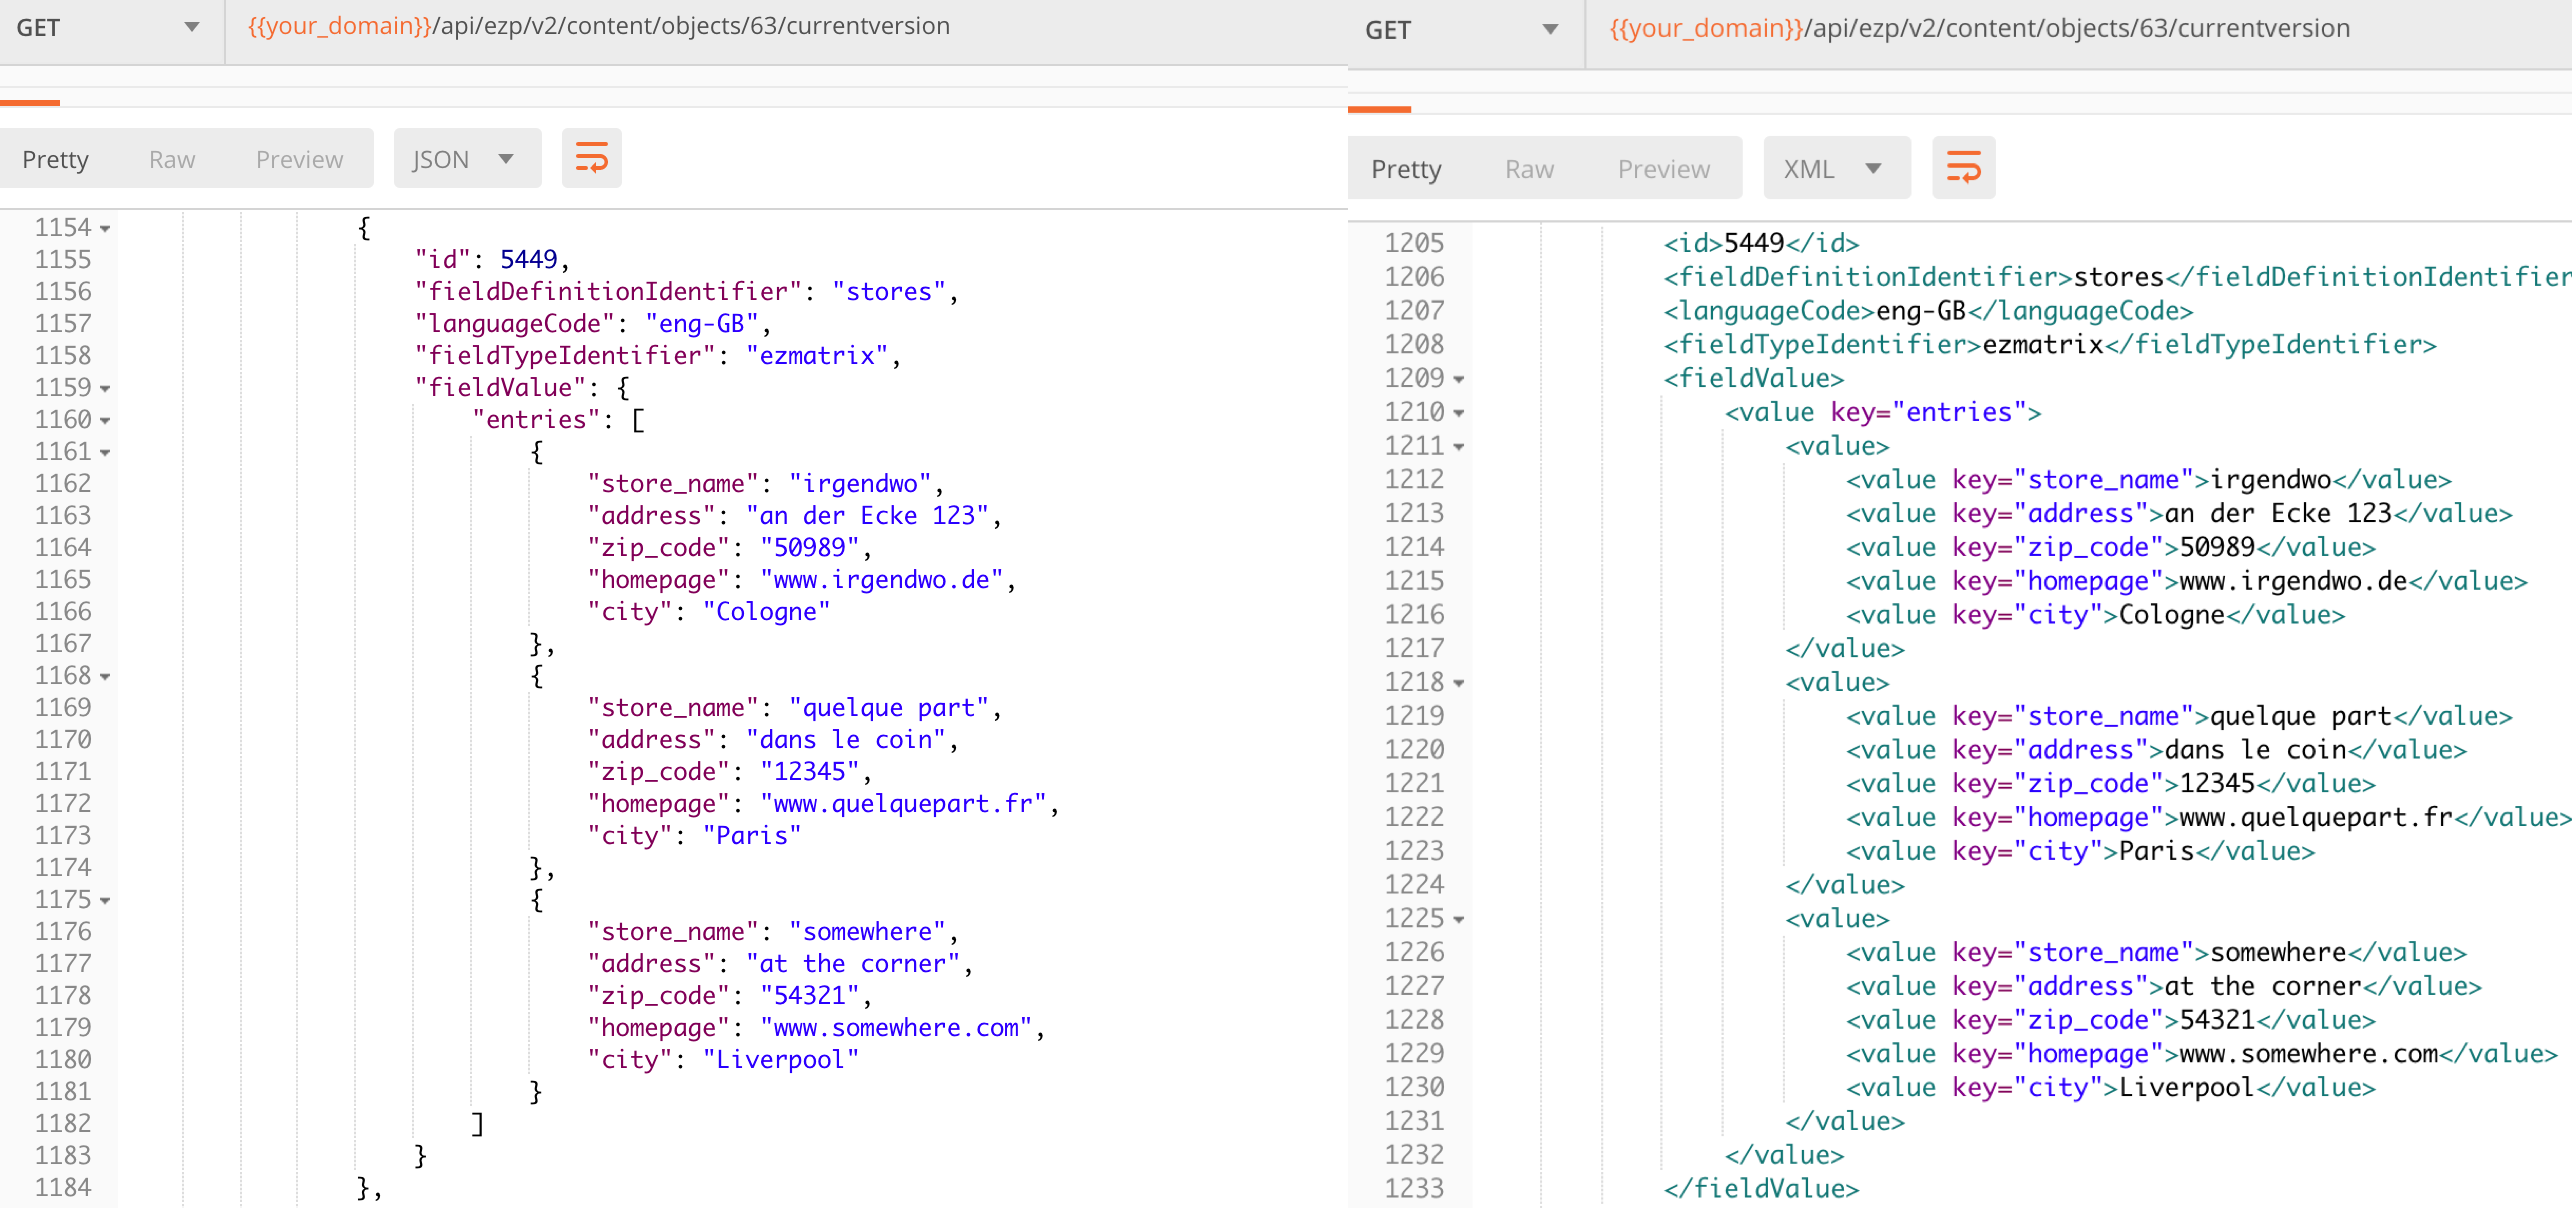 GET {{your_domain}}/api/ezp/v2/content/objects/63/currentversion
Pretty Raw Preview JSON
1154 {
1155 "id": 5449,
1156 "fieldDefinitionIdentifier": "stores",
1157 "languageCode": "eng-GB",
1158 "fieldTypeIdentifier": "ezmatrix",
1159 "fieldValue": {
1160 "entries": [
1161 {
1162 "store_name": "irgendwo",
1163 "address": "an der Ecke 123",
1164 "zip_code": "50989",
1165 "homepage": "www.irgendwo.de",
1166 "city": "Cologne"
1167 },
1168 {
1169 "store_name": "quelque part",
1170 "address": "dans le coin",
1171 "zip_code": "12345",
1172 "homepage": "www.quelquepart.fr",
1173 "city": "Paris"
1174 },
1175 {
1176 "store_name": "somewhere",
1177 "address": "at the corner",
1178 "zip_code": "54321",
1179 "homepage": "www.somewhere.com",
1180 "city": "Liverpool"
1181 }
1182 ]
1183 }
1184 },
GET {{your_domain}}/api/ezp/v2/content/objects/63/currentversion
Pretty Raw Preview XML
1205 <id>5449</id>
1206 <fieldDefinitionIdentifier>stores</fieldDefinitionIdentifier
1207 <languageCode>eng-GB</languageCode>
1208 <fieldTypeIdentifier>ezmatrix</fieldTypeIdentifier>
1209 <fieldValue>
1210 <value key="entries">
1211 <value>
1212 <value key="store_name">irgendwo</value>
1213 <value key="address">an der Ecke 123</value>
1214 <value key="zip_code">50989</value>
1215 <value key="homepage">www.irgendwo.de</value>
1216 <value key="city">Cologne</value>
1217 </value>
1218 <value>
1219 <value key="store_name">quelque part</value>
1220 <value key="address">dans le coin</value>
1221 <value key="zip_code">12345</value>
1222 <value key="homepage">www.quelquepart.fr</value>
1223 <value key="city">Paris</value>
1224 </value>
1225 <value>
1226 <value key="store_name">somewhere</value>
1227 <value key="address">at the corner</value>
1228 <value key="zip_code">54321</value>
1229 <value key="homepage">www.somewhere.com</value>
1230 <value key="city">Liverpool</value>
1231 </value>
1232 </value>
1233 </fieldValue>